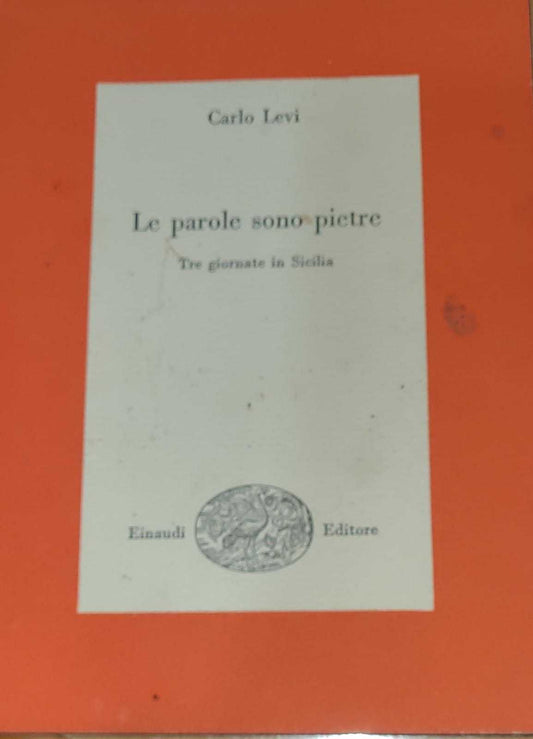 Carlo Levi
Le parole sono pietre
Tre giornate in Sicilia
Einaudi Editore